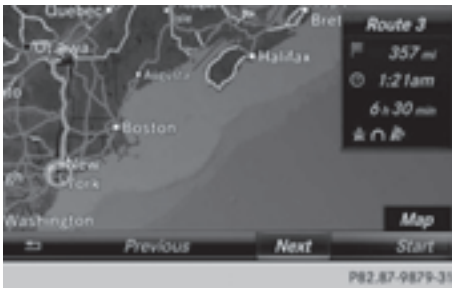 Quebec
Bret
Route 3
Ottawa
Halifax
357 mi
Augusta
1:21am
6 h 30 min
Boston
New
York
Washington
Map
Previous
Next
Start
P82.87-9879-31